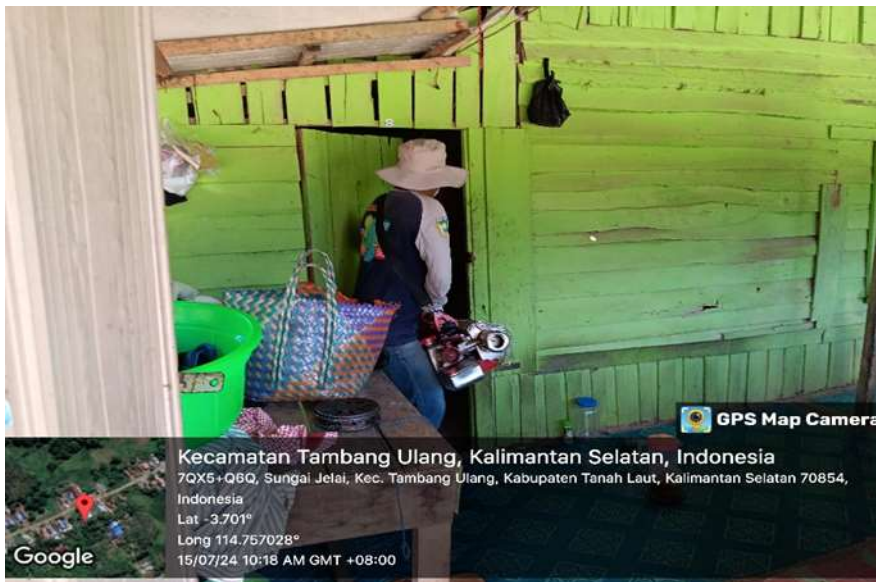 GPS Map Camera
Kecamatan Tambang Ulang, Kalimantan Selatan, Indonesia
7QX5+Q6Q, Sungai Jelai, Kec. Tambang Ulang, Kabupaten Tanah Laut, Kalimantan Selatan 70854,
Indonesia
Lat -3.701°
Long 114.757028°
15/07/24 10:18 AM GMT +08:00
Google